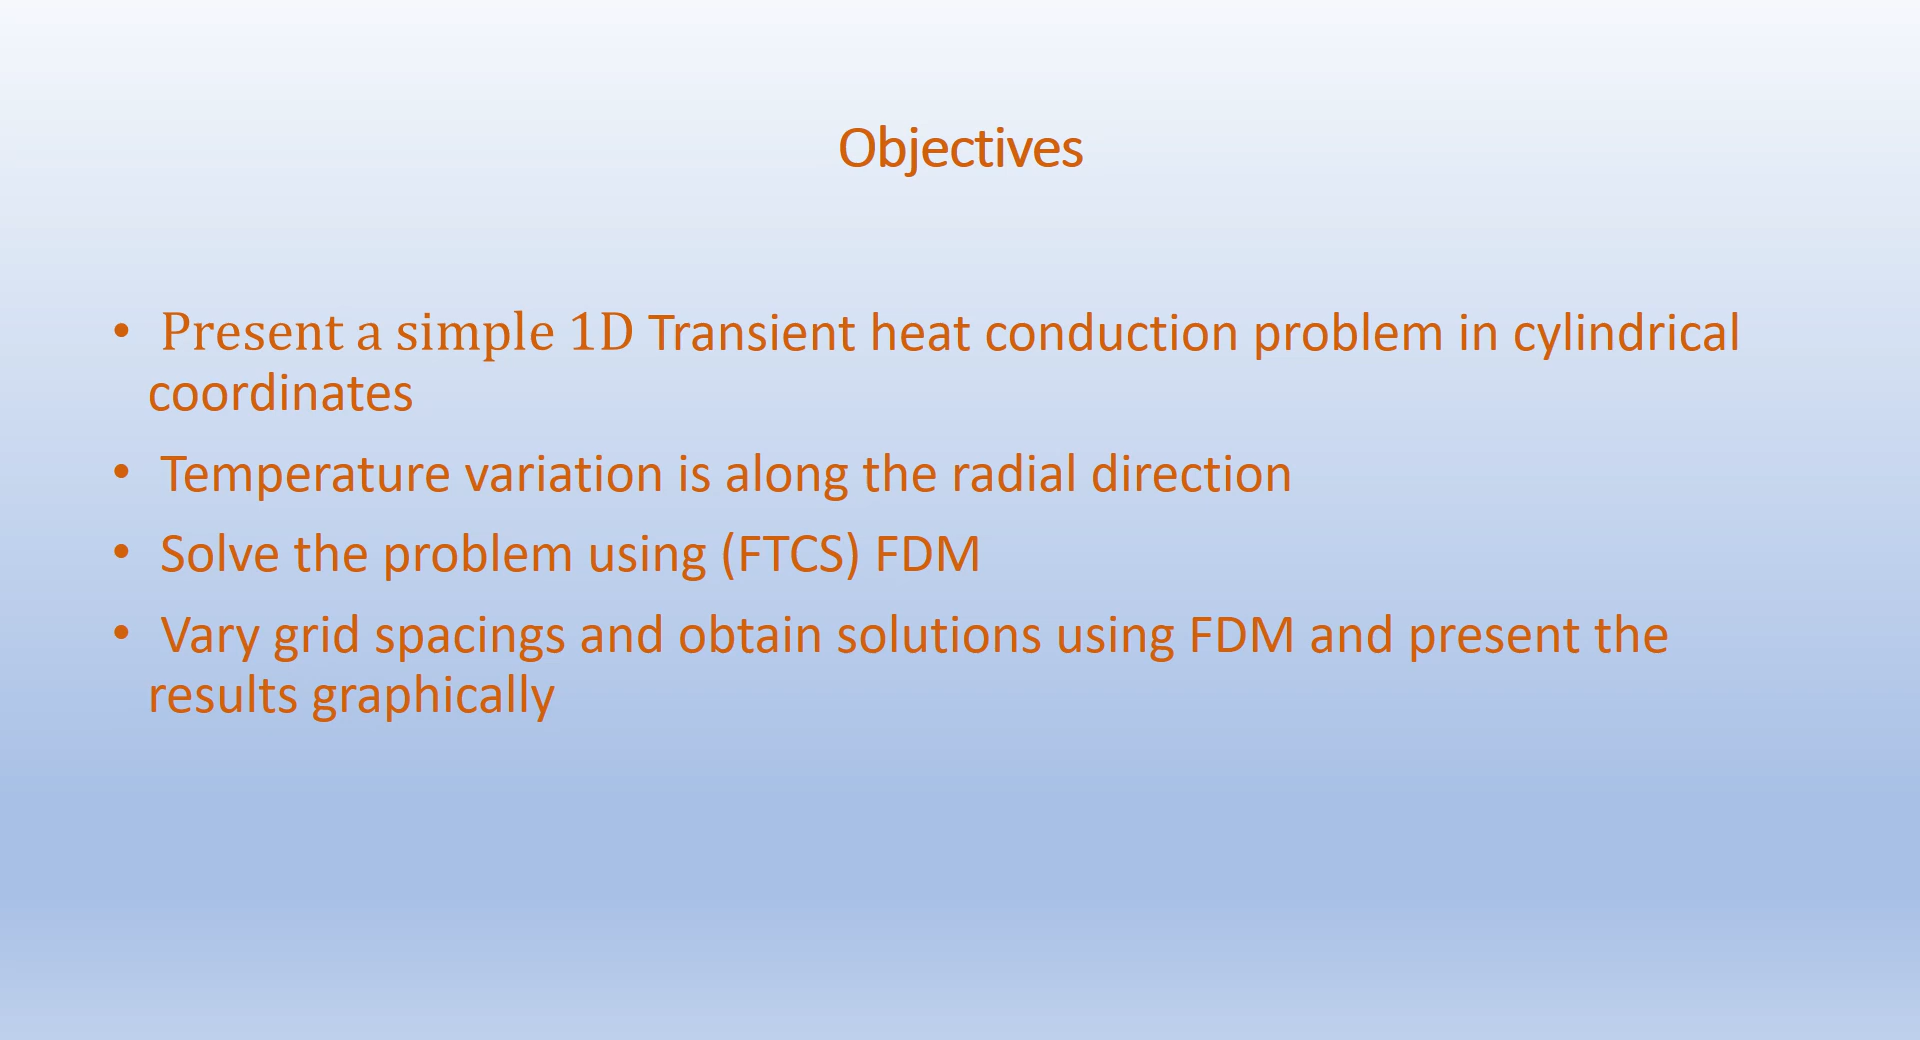 Objectives
• Present a simple 1D Transient heat conduction problem in cylindrical
coordinates
• Temperature variation is along the radial direction
• Solve the problem using (FTCS) FDM
• Vary grid spacings and obtain solutions using FDM and present the
results graphically